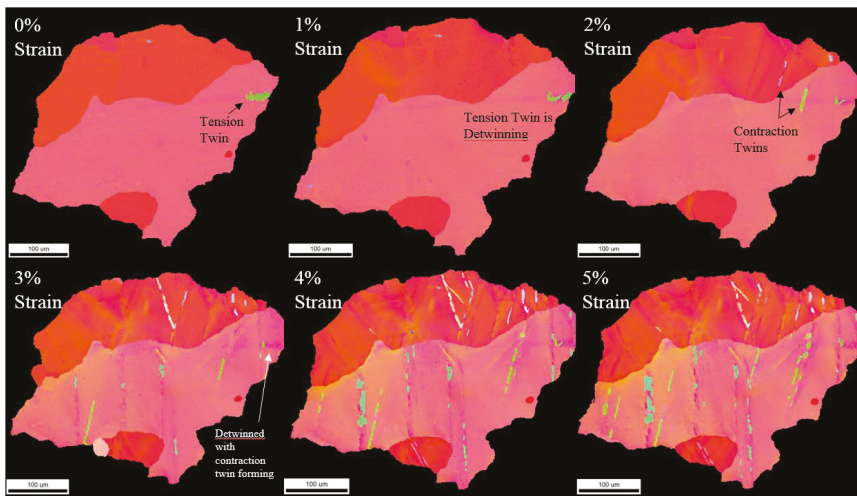 0%
Strain
Tension
Twin
100 um
1%
Strain
Tension Twin is
Detwinning
100 um
2%
Strain
Contraction
Twins
100 um
3%
Strain
Detwinned
with
contraction
twin forming
100 um
4%
Strain
100 um
5%
Strain
100 um